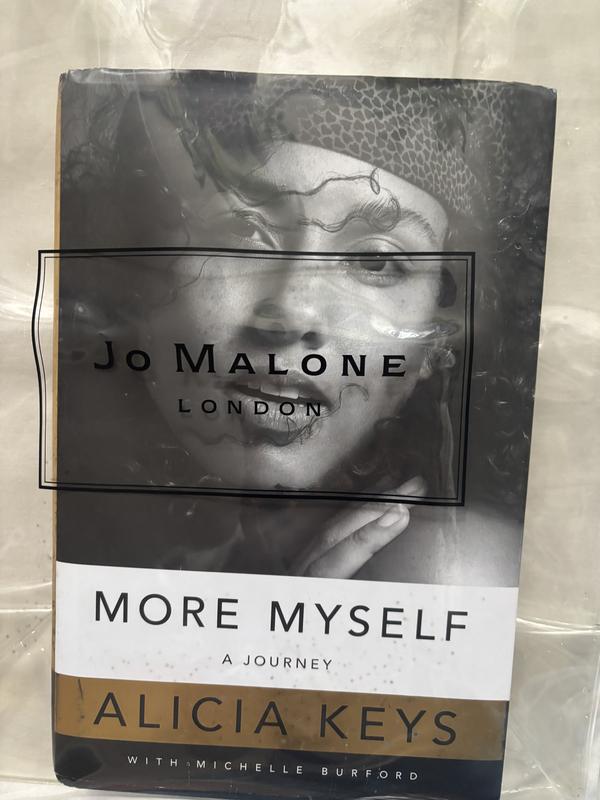 Jo MALONE
LONDON
MORE MYSELF
A JOURNEY
ALICIA KEYS
WITH MICHELLE BURFORD